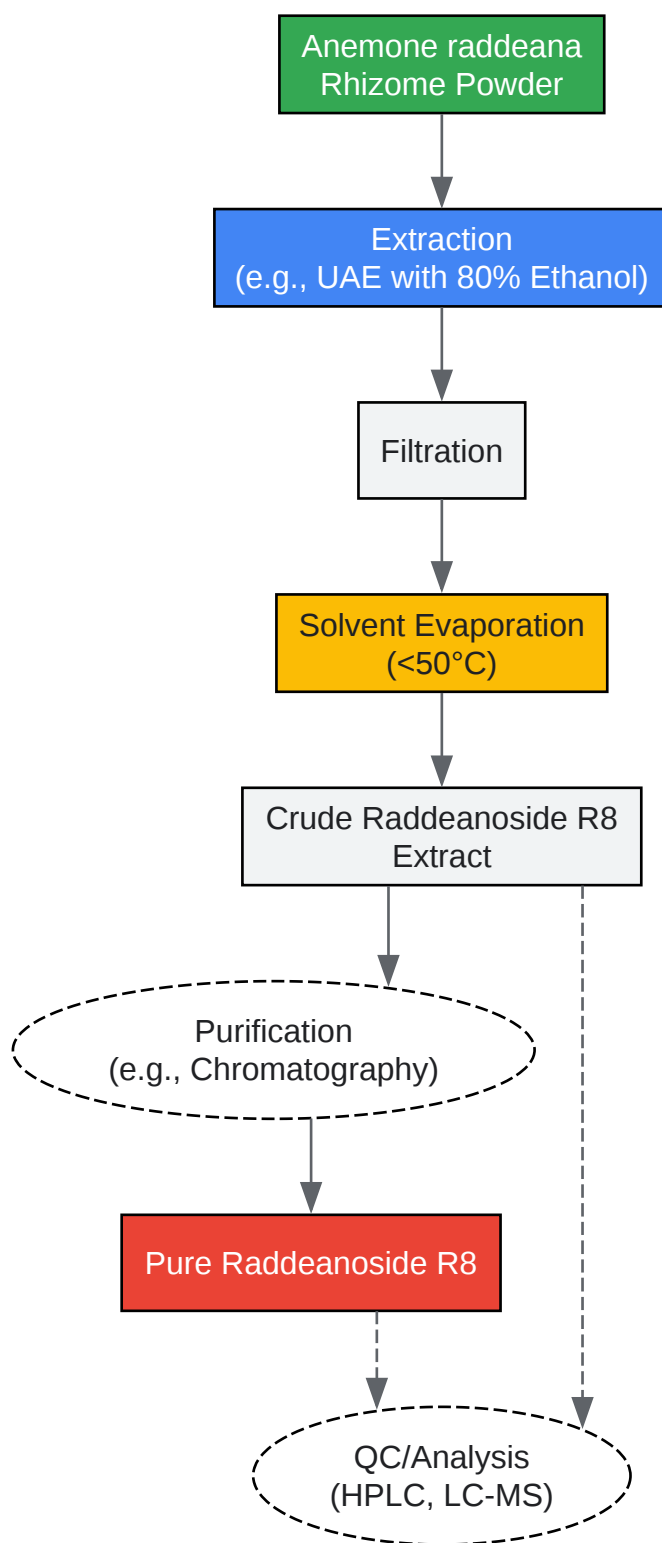 Anemone raddeana
Rhizome Powder
Extraction
(e.g., UAE with 80% Ethanol)
Filtration
Solvent Evaporation
(<50°C)
Crude Raddeanoside R8
Extract
Purification
(e.g., Chromatography)
Pure Raddeanoside R8
QC/Analysis
(HPLC, LC-MS)